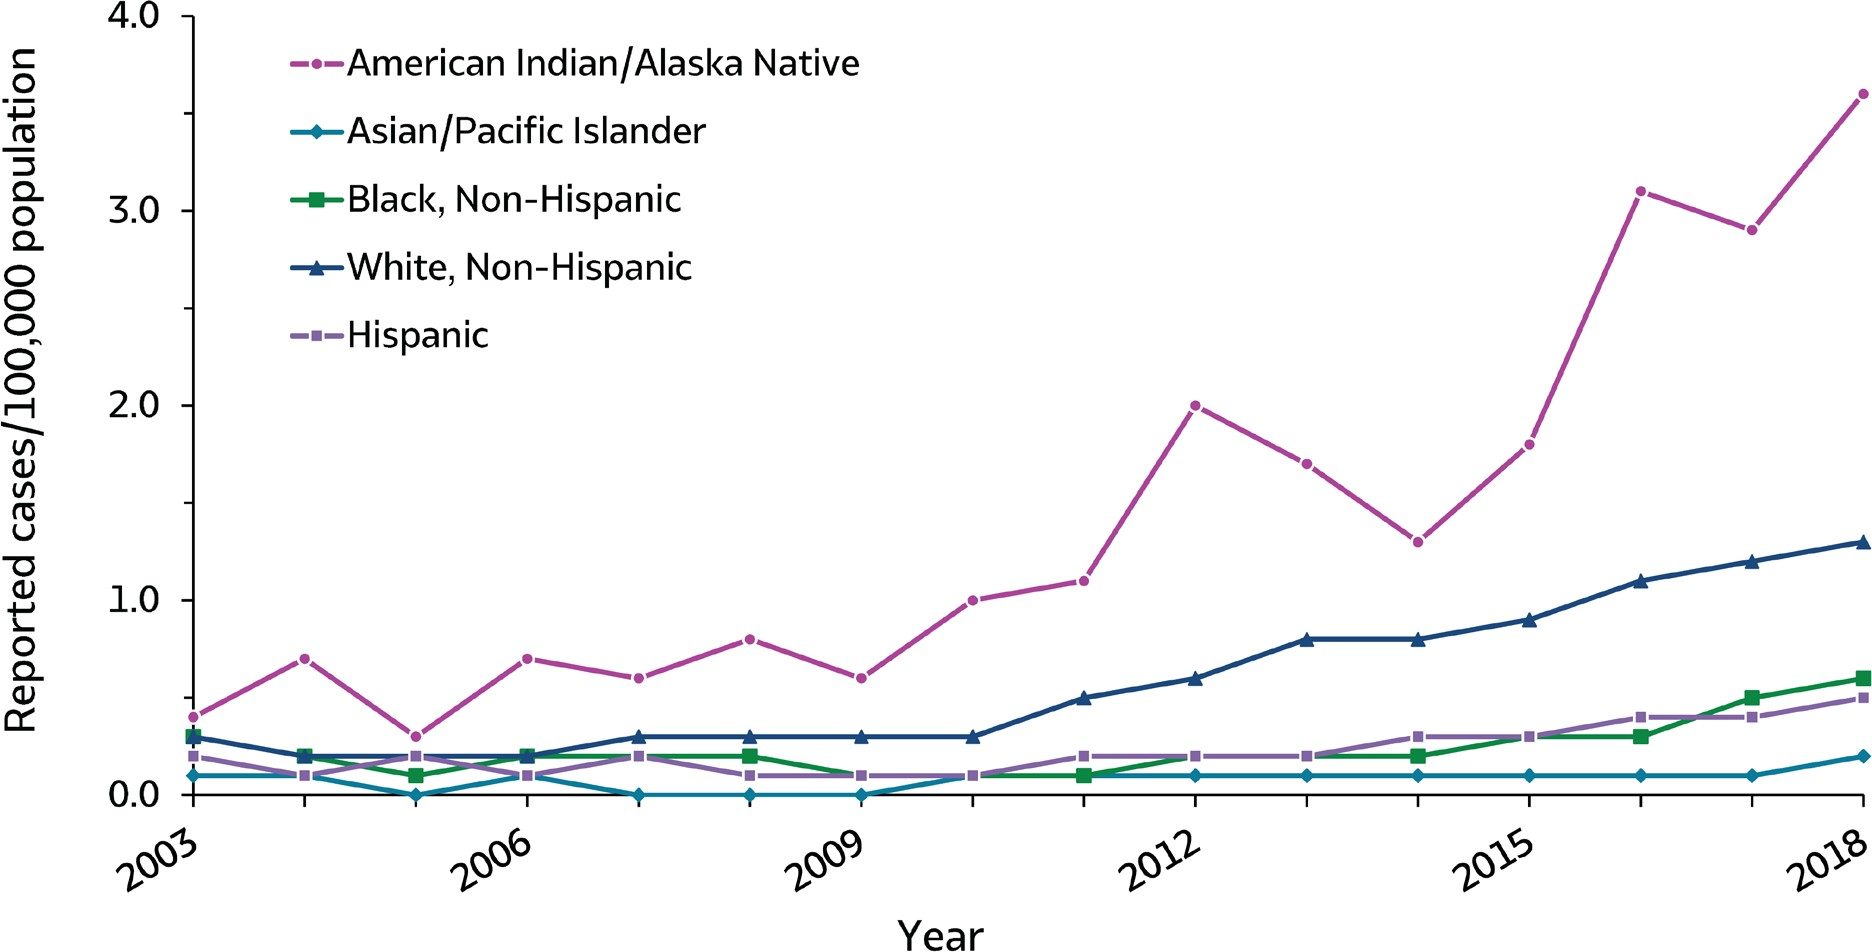 4.0
3.0
2.0
1.0
0.0
Reported cases/100,000 population
American Indian/Alaska Native
Asian/Pacific Islander
Black, Non-Hispanic
White, Non-Hispanic
Hispanic
2003
2006
2009
2012
2015
2018
Year